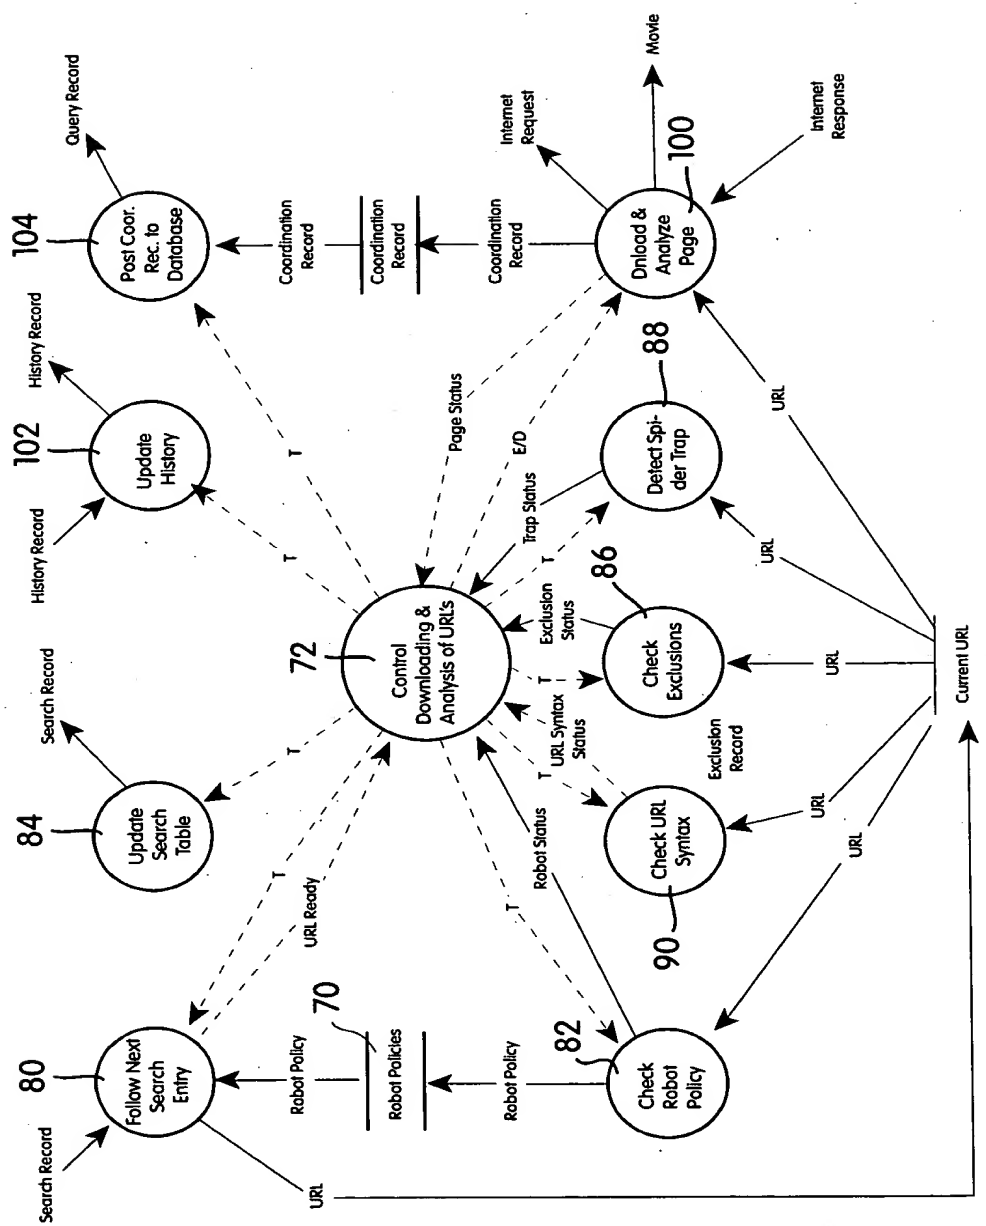 80
84
102
104
Search Record
Search Record
History Record
History Record
Query Record
Follow Next
Search
Entry
Update
Search
Table
Update
History
Post Coor.
Rec. to
Database
Robot Policy
T
URL Ready
T
T
T
Coordination
Record
70
Robot Policies
72
Control
Downloading &
Analysis of URL's
Coordination
Record
Robot Policy
T
Robot Status
T
URL Syntax
Status
T
Exclusion
Status
T
Trap Status
E/D
Page Status
Coordination
Record
Internet
Request
82
90
86
88
100
Check
Robot
Policy
Check URL
Syntax
Check
Exclusions
Detect Spi-
der Trap
Dnload &
Analyze
Page
Movie
Exclusion
Record
Internet
Response
URL
URL
URL
URL
URL
URL
Current URL